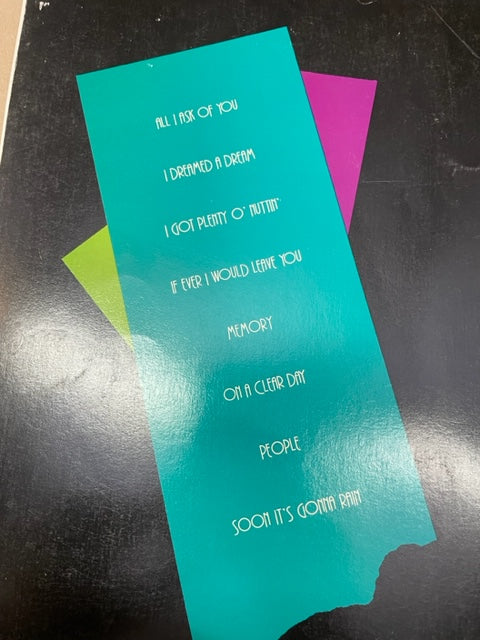 ALL I ASK OF YOU
I DREAMED A DREAM
I GOT PLENTY O' NUTTIN'
IF EVER I WOULD LEAVE YOU
MEMORY
ON A CLEAR DAY
PEOPLE
SOON IT'S GONNA RAIN